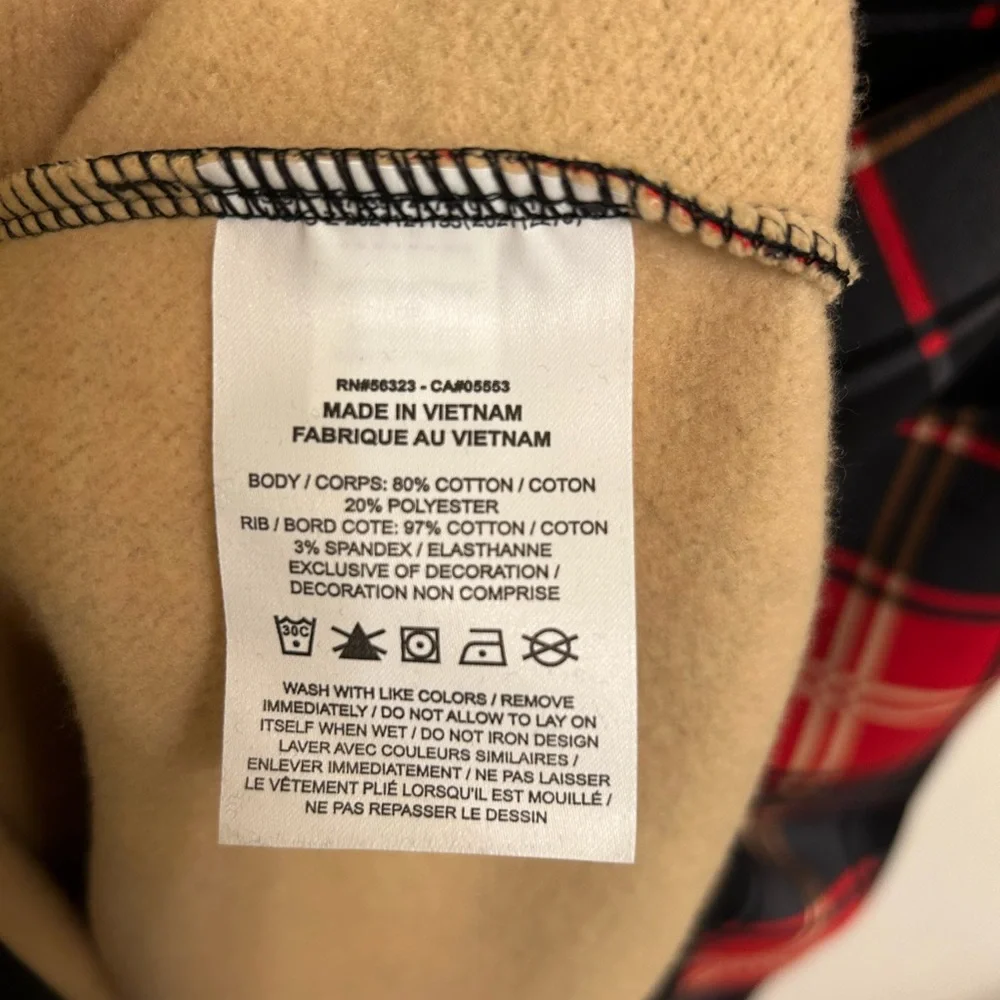 RN#56323 - CA#05553
MADE IN VIETNAM
FABRIQUE AU VIETNAM
BODY / CORPS: 80% COTTON / COTON
20% POLYESTER
RIB / BORD COTE: 97% COTTON / COTON
3% SPANDEX / ELASTHANNE
EXCLUSIVE OF DECORATION /
DECORATION NON COMPRISE
30C
WASH WITH LIKE COLORS / REMOVE
IMMEDIATELY / DO NOT ALLOW TO LAY ON
ITSELF WHEN WET / DO NOT IRON DESIGN
LAVER AVEC COULEURS SIMILAIRES /
ENLEVER IMMEDIATEMENT / NE PAS LAISSER
LE VÊTEMENT PLIÉ LORSQU'IL EST MOUILLÉ /
NE PAS REPASSER LE DESSIN